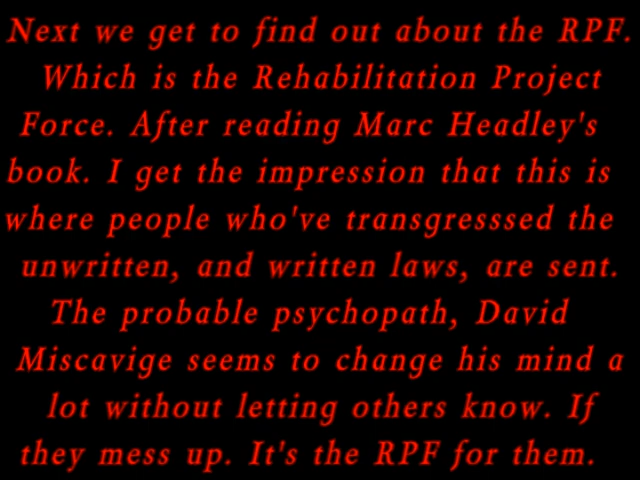 Next we get to find out about the RPF.
Which is the Rehabilitation Project
Force. After reading Marc Headley's
book. I get the impression that this is
where people who've transgresssed the
unwritten, and written laws, are sent.
The probable psychopath, David
Miscavige seems to change his mind a
lot without letting others know. If
they mess up. It's the RPF for them.